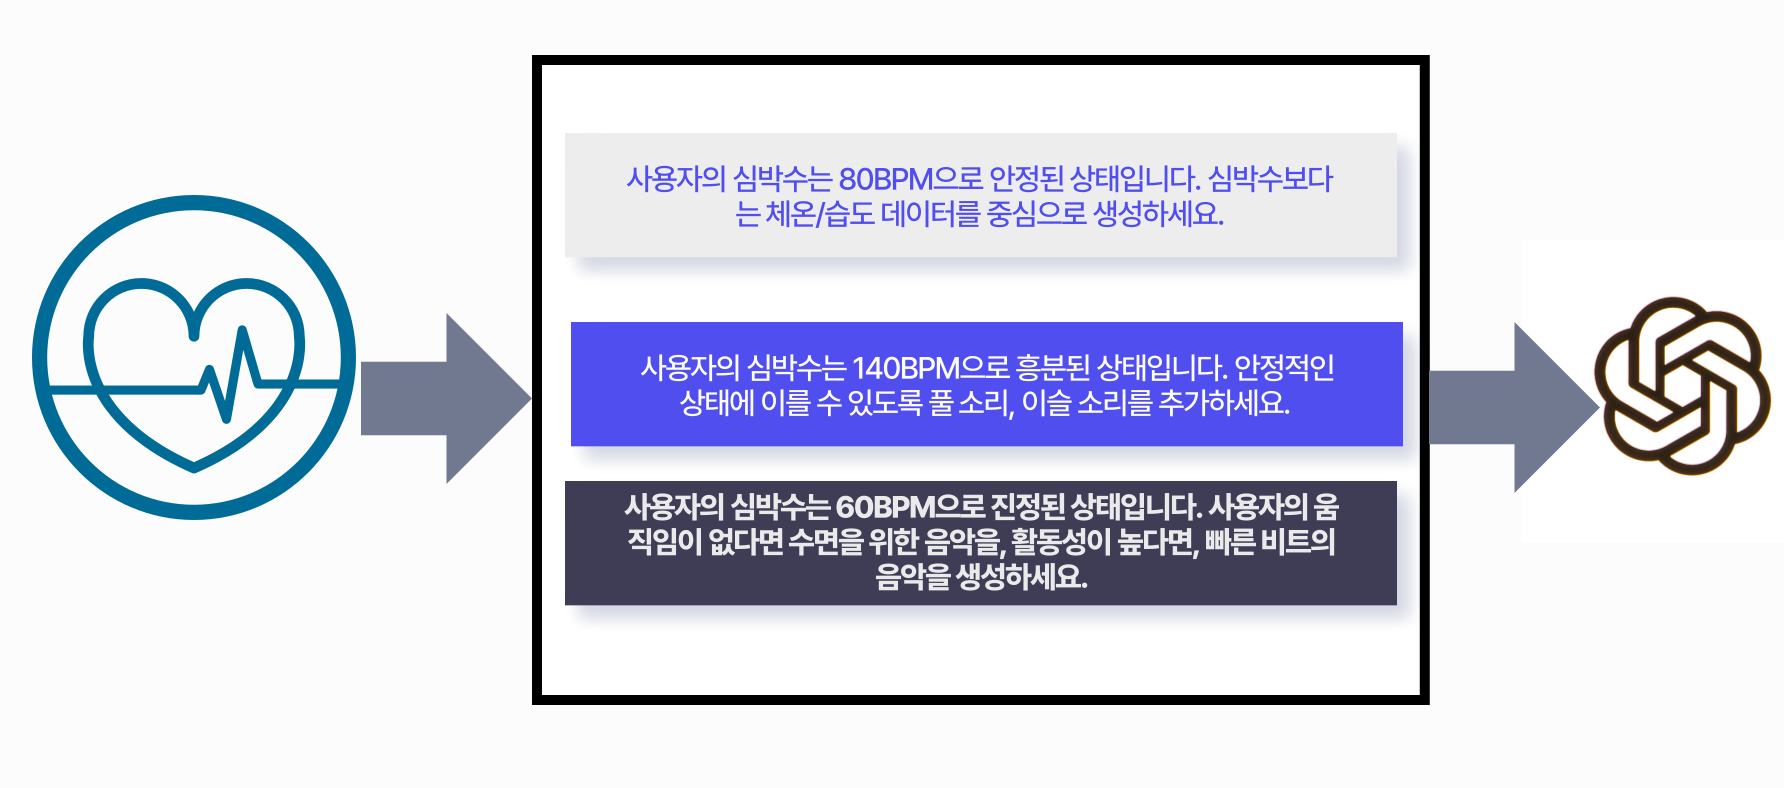 사용자의 심박수는 80BPM으로 안정된 상태입니다. 심박수보다
는 체온/습도 데이터를 중심으로 생성하세요.
사용자의 심박수는 140BPM으로 흥분된 상태입니다. 안정적인
상태에 이를 수 있도록 풀 소리, 이슬 소리를 추가하세요.
사용자의 심박수는 60BPM으로 진정된 상태입니다. 사용자의 움
직임이 없다면 수면을 위한 음악을, 활동성이 높다면, 빠른 비트의
음악을 생성하세요.